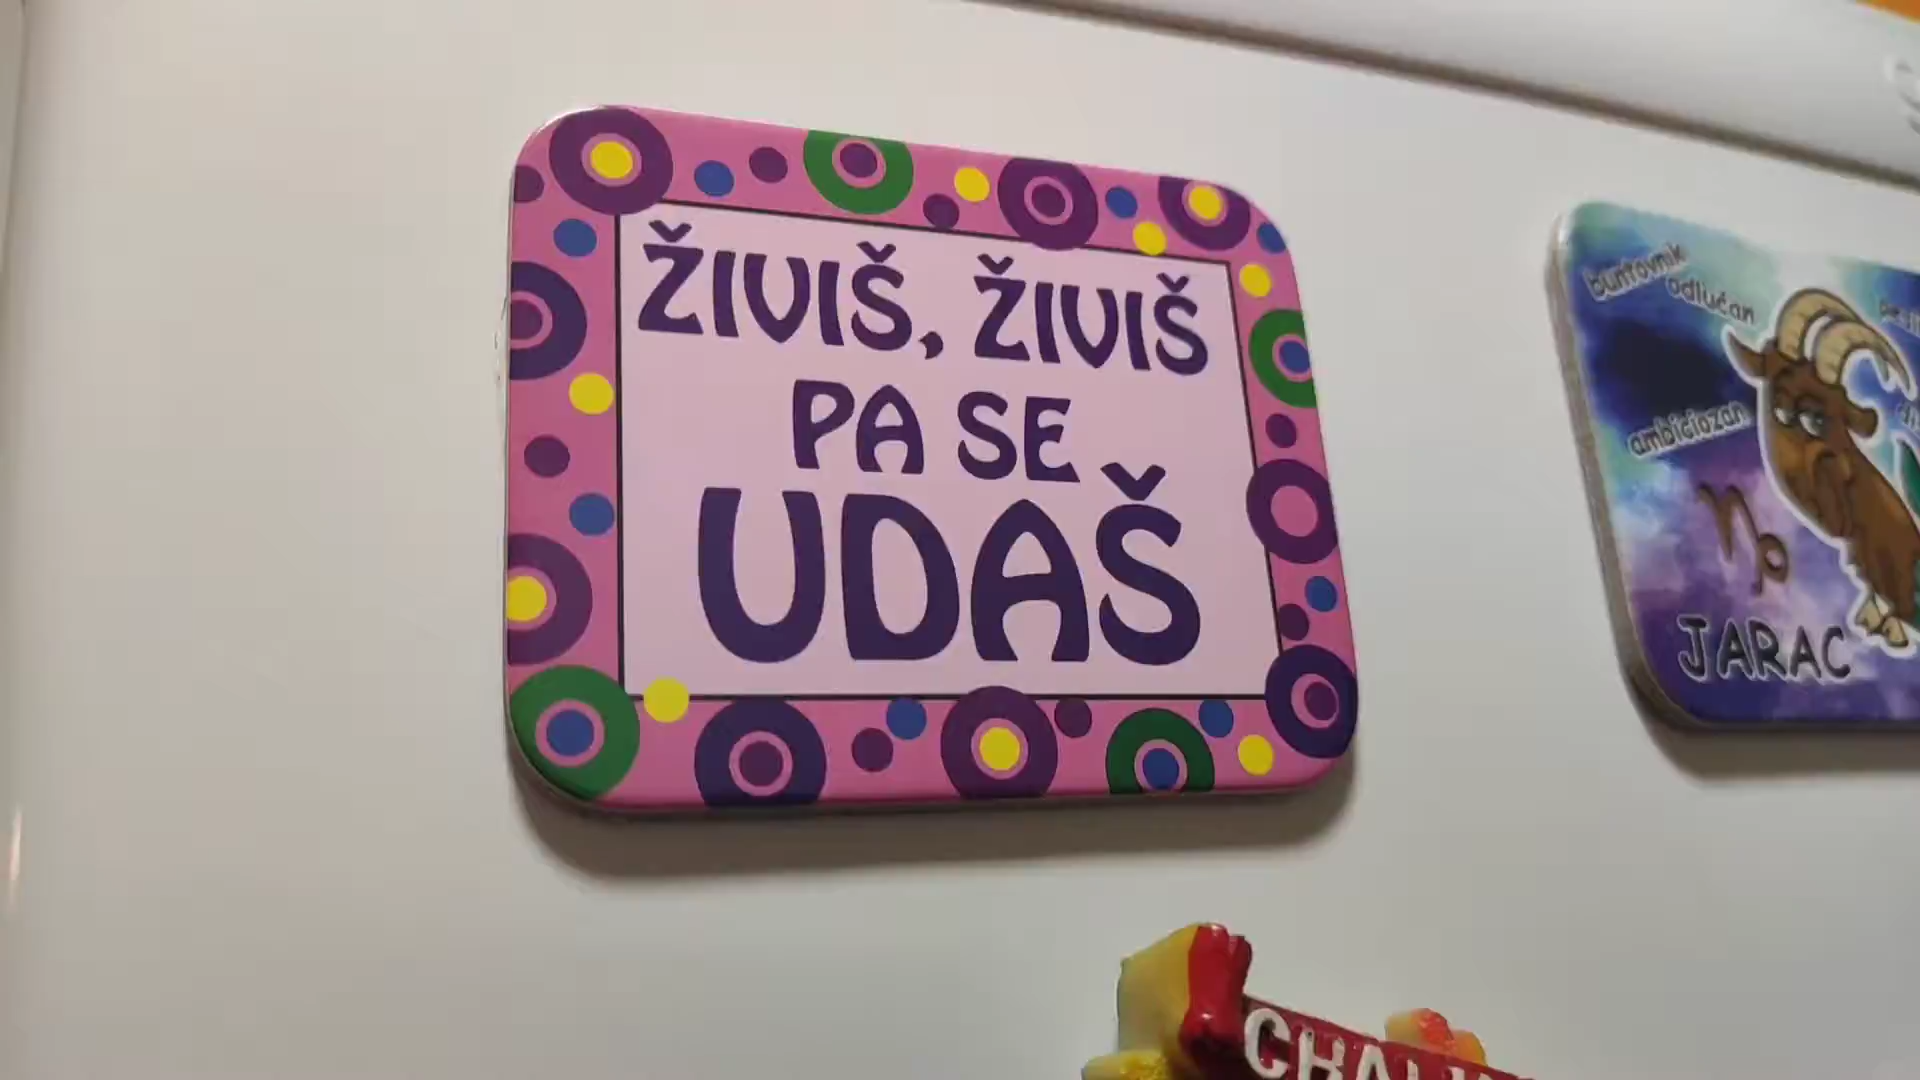 ŽIVIŠ, ŽIVIŠ
PA SE
UDAŠ
buntovnik
odlučan
ambiciozan
JARAC